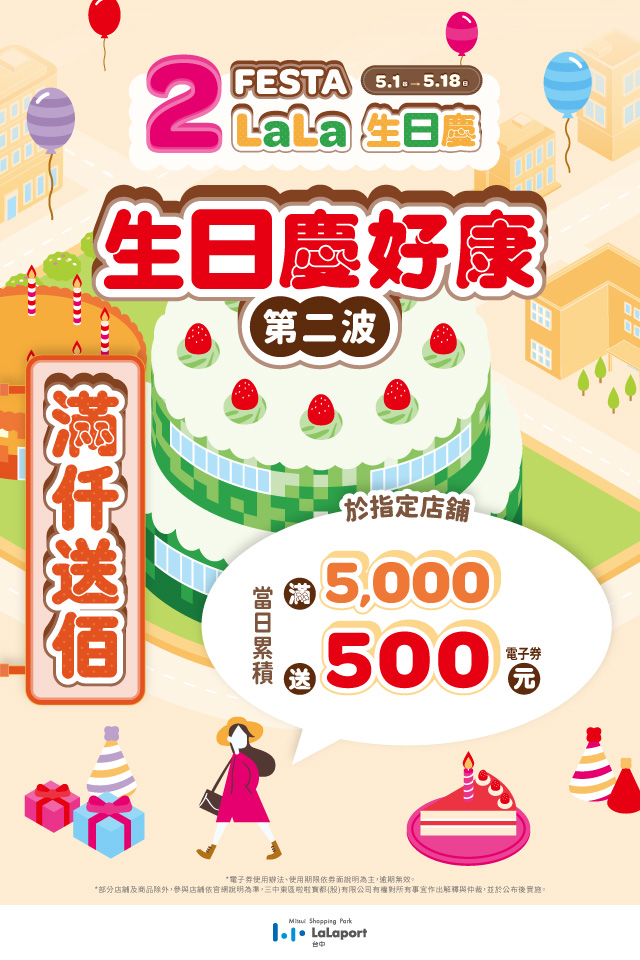 2 FESTA 5.1㊍→5.18㊐
LaLa 生日慶
生日慶好康
第二波
滿仟送佰
於指定店舖
當日累積
滿 5,000
送 500 電子券 元
*電子券使用辦法、使用期限依券面說明為主,逾期無效。
*部分店舖及商品除外,參與店舖依官網說明為準,三中東區啦啦寶都(股)有限公司有權對所有事宜作出解釋與仲裁,並於公布後實施。
Mitsui Shopping Park
LaLaport
台中